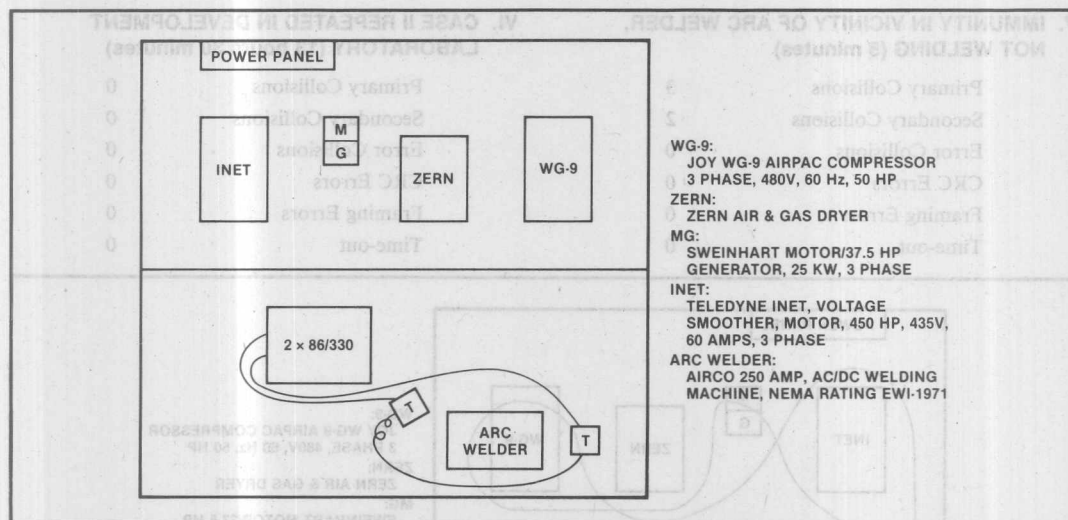 POWER PANEL
INET
M
G
ZERN
WG-9
2 × 86/330
T
ARC
WELDER
T
WG-9:
JOY WG-9 AIRPAC COMPRESSOR
3 PHASE, 480V, 60 Hz, 50 HP
ZERN:
ZERN AIR & GAS DRYER
MG:
SWEINHART MOTOR/37.5 HP
GENERATOR, 25 KW, 3 PHASE
INET:
TELEDYNE INET, VOLTAGE
SMOOTHER, MOTOR, 450 HP, 435V,
60 AMPS, 3 PHASE
ARC WELDER:
AIRCO 250 AMP, AC/DC WELDING
MACHINE, NEMA RATING EWI-1971